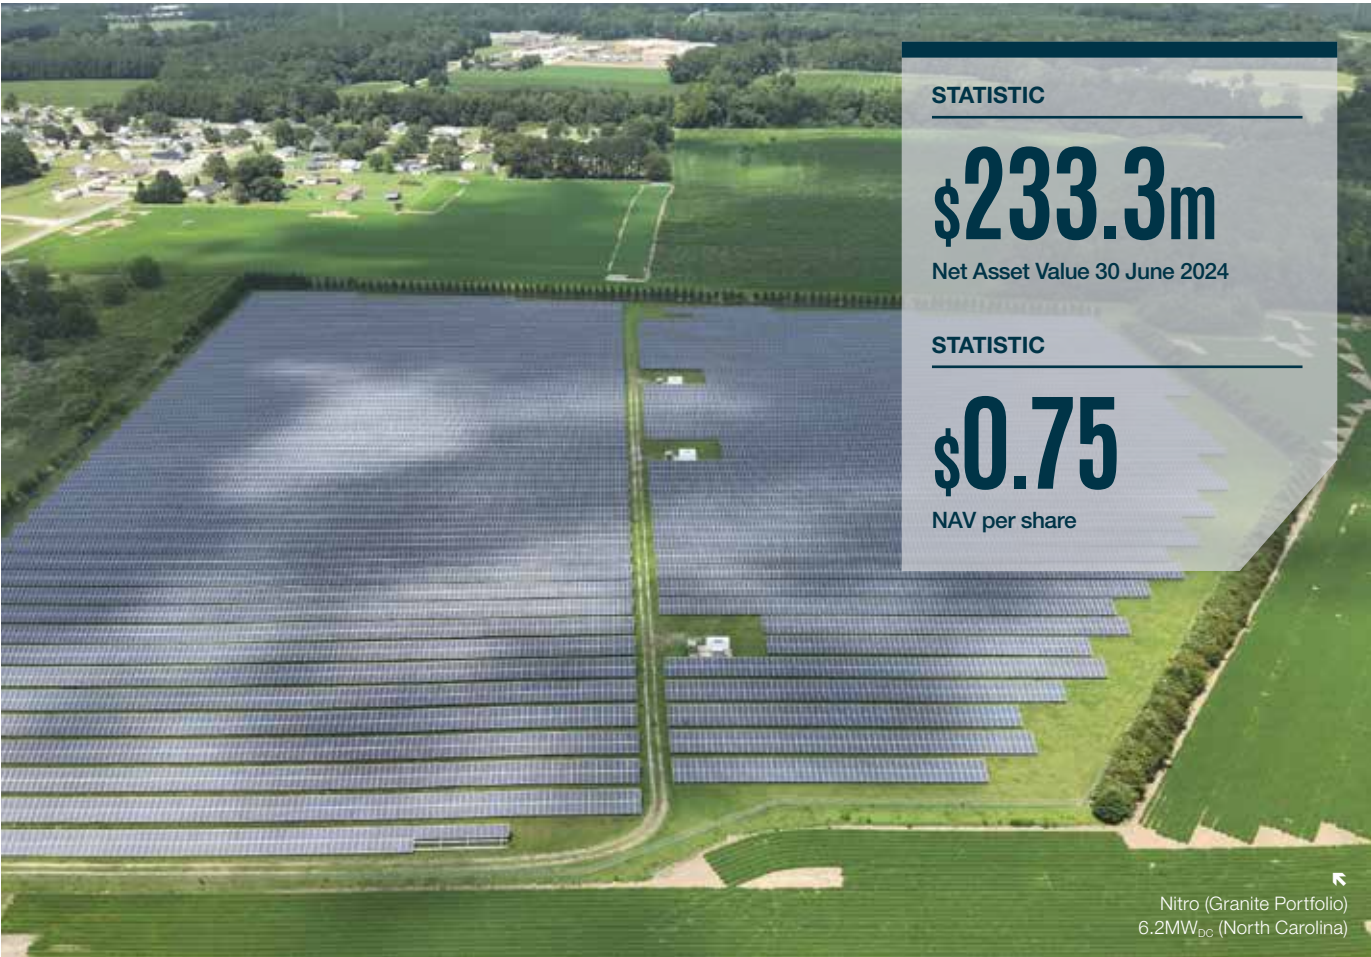 STATISTIC
$233.3m
Net Asset Value 30 June 2024
STATISTIC
$0.75
NAV per share
Nitro (Granite Portfolio)
6.2MWDC (North Carolina)